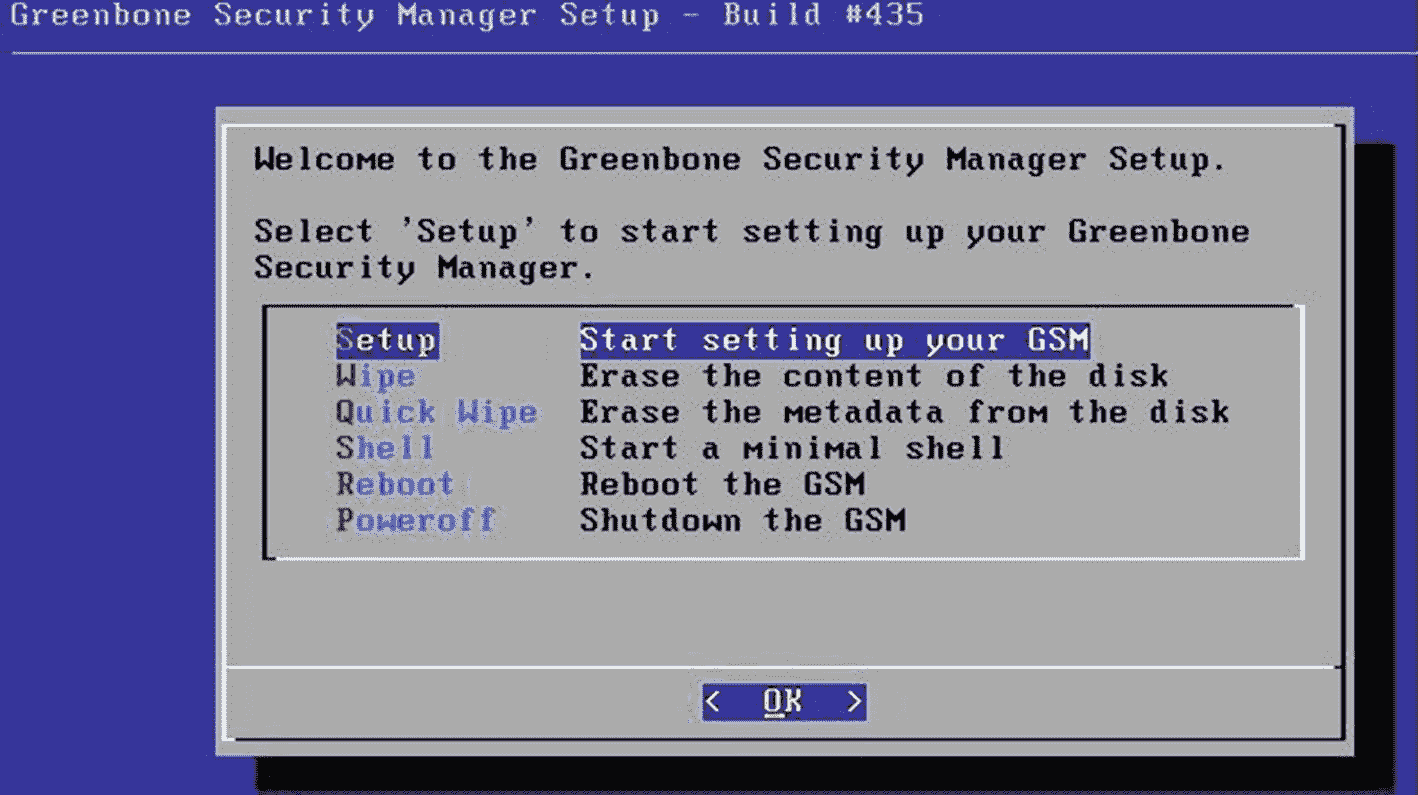 Greenbone Security Manager Setup - Build #435
Welcome to the Greenbone Security Manager Setup.
Select 'Setup' to start setting up your Greenbone
Security Manager.
Setup Start setting up your GSM
Wipe Erase the content of the disk
Quick Wipe Erase the metadata from the disk
Shell Start a minimal shell
Reboot Reboot the GSM
Poweroff Shutdown the GSM
< OK >